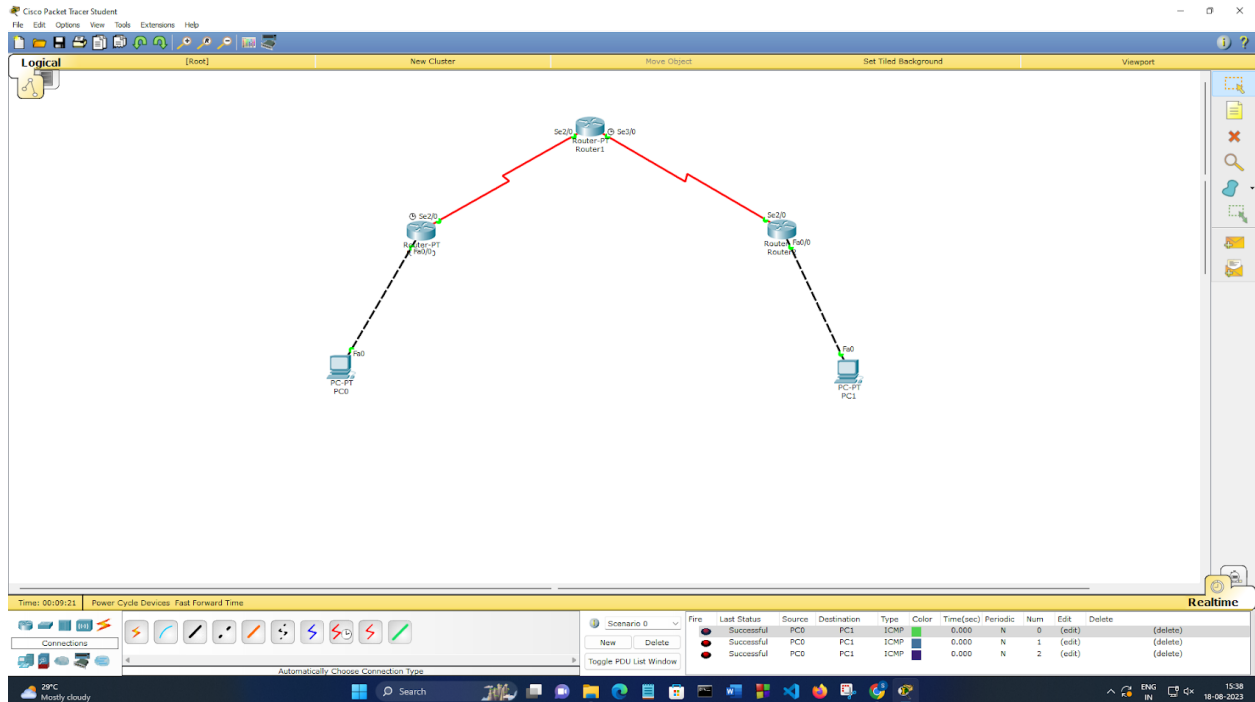 Cisco Packet Tracer Student
File Edit Options View Tools Extensions Help
Logical [Root] New Cluster Move Object Set Tiled Background Viewport
Se2/0 Se3/0
Router-PT
Router1
Se2/0 Se2/0
Router-PT Fa0/0
Fa0/0
Fa0 Fa0
PC-PT PC-PT
PC0 PC1
Time: 00:09:21 Power Cycle Devices Fast Forward Time Realtime
Scenario 0 Fire Last Status Source Destination Type Color Time(sec) Periodic Num Edit Delete
Successful PC0 PC1 ICMP 0.000 N 0 (edit) (delete)
Connections New Delete Successful PC0 PC1 ICMP 0.000 N 1 (edit) (delete)
Successful PC0 PC1 ICMP 0.000 N 2 (edit) (delete)
Toggle PDU List Window
Automatically Choose Connection Type
29°C
Mostly cloudy
Search
ENG
IN
15:38
18-08-2023